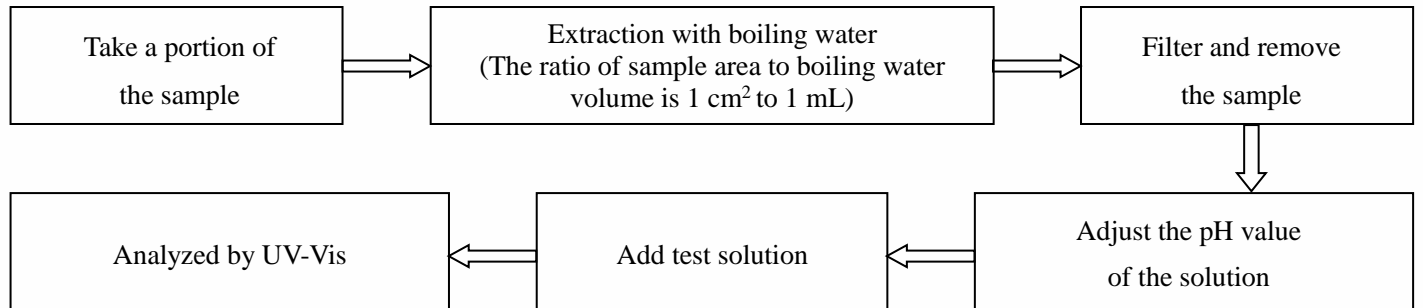 Take a portion of
the sample
Extraction with boiling water
(The ratio of sample area to boiling water
volume is 1 cm² to 1 mL)
Filter and remove
the sample
Adjust the pH value
of the solution
Add test solution
Analyzed by UV-Vis